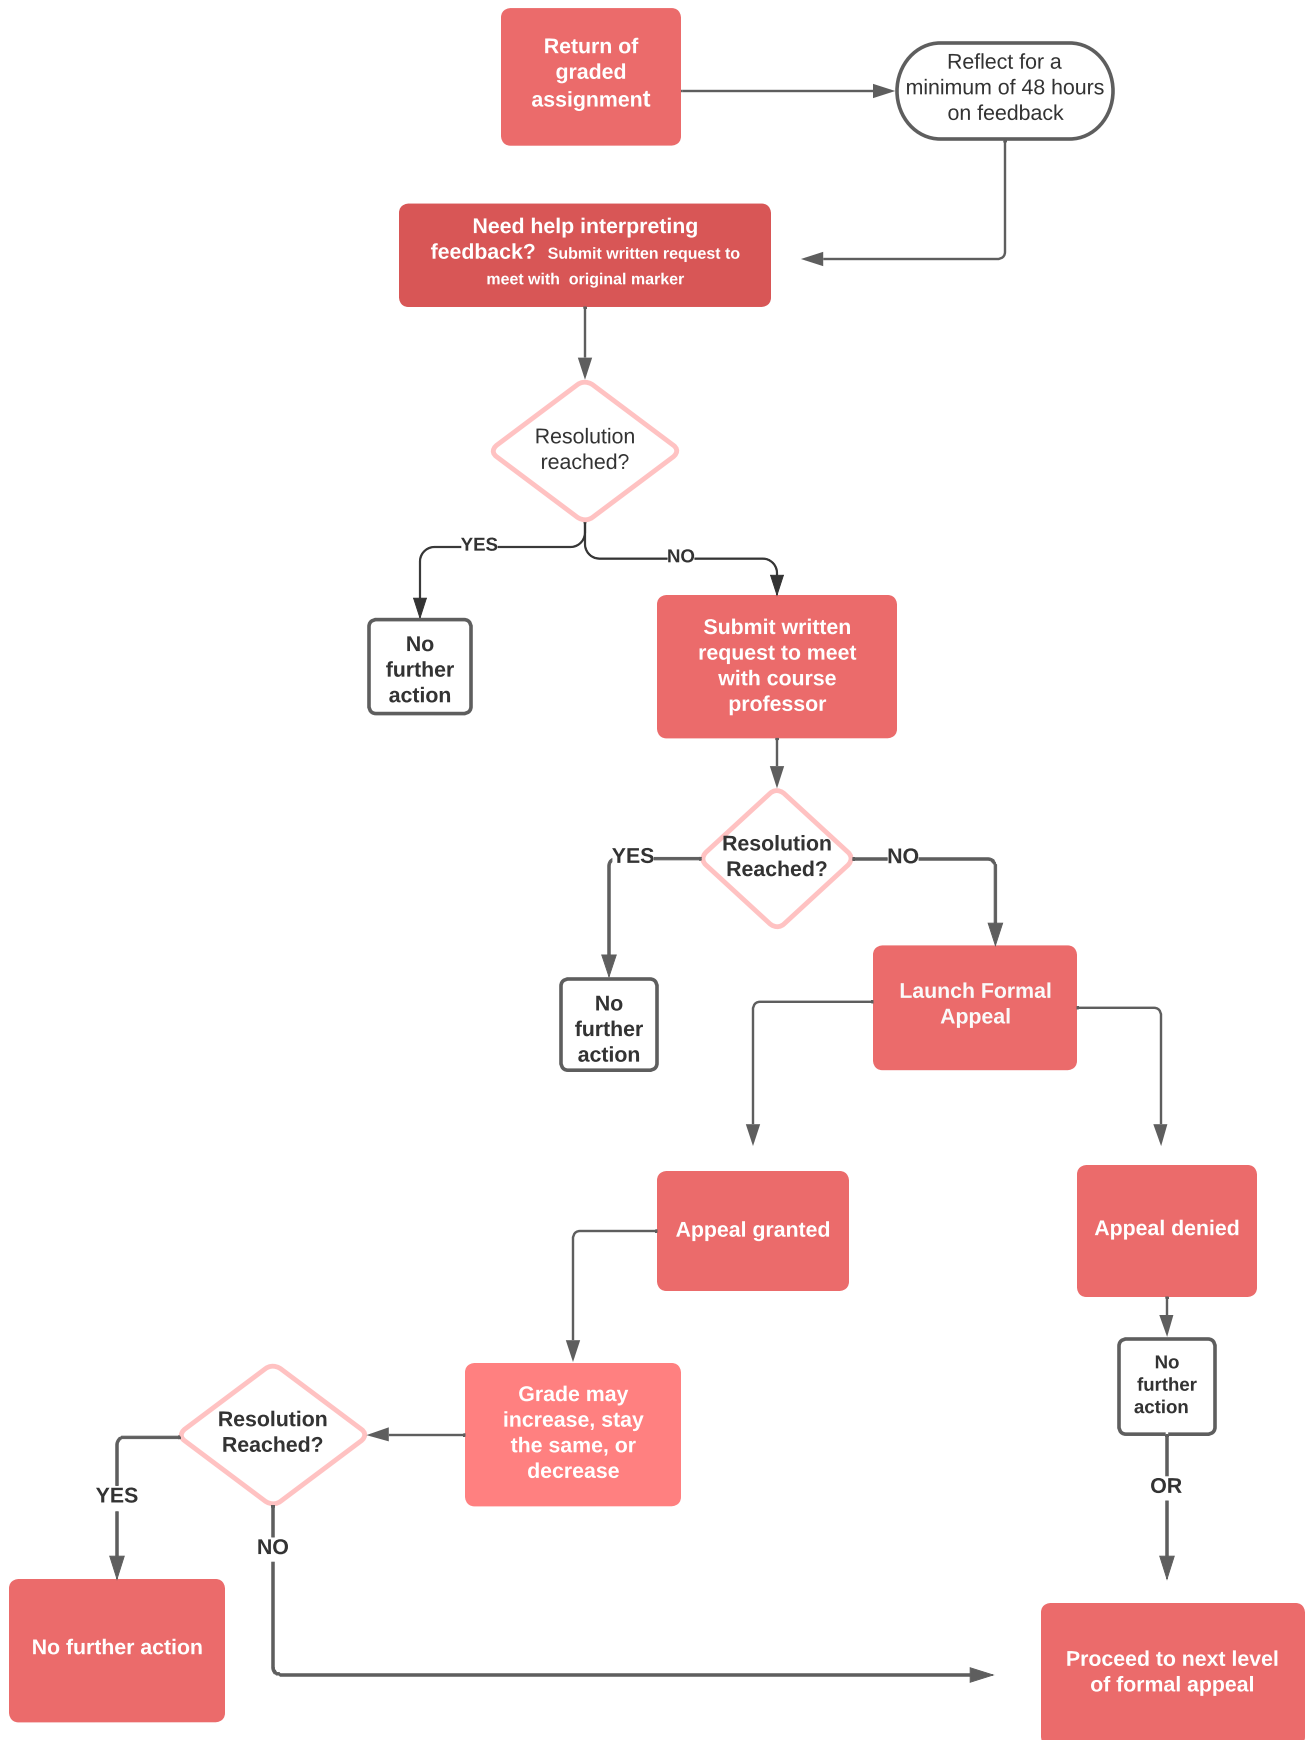 Return of
graded
assignment
Reflect for a
minimum of 48 hours
on feedback
Need help interpreting
feedback? Submit written request to
meet with original marker
Resolution
reached?
YES
NO
No
further
action
Submit written
request to meet
with course
professor
Resolution
Reached?
YES
NO
No
further
action
Launch Formal
Appeal
Appeal granted
Appeal denied
No
further
action
Grade may
increase, stay
the same, or
decrease
Resolution
Reached?
YES
NO
OR
No further action
Proceed to next level
of formal appeal